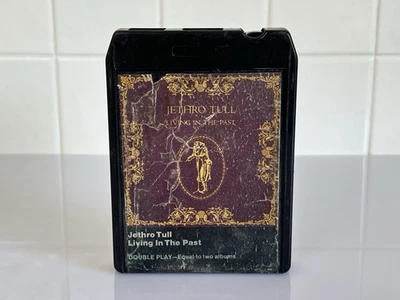 JETHRO TULL
LIVING IN THE PAST
Jethro Tull
Living In The Past
DOUBLE PLAY—Equal to two albums